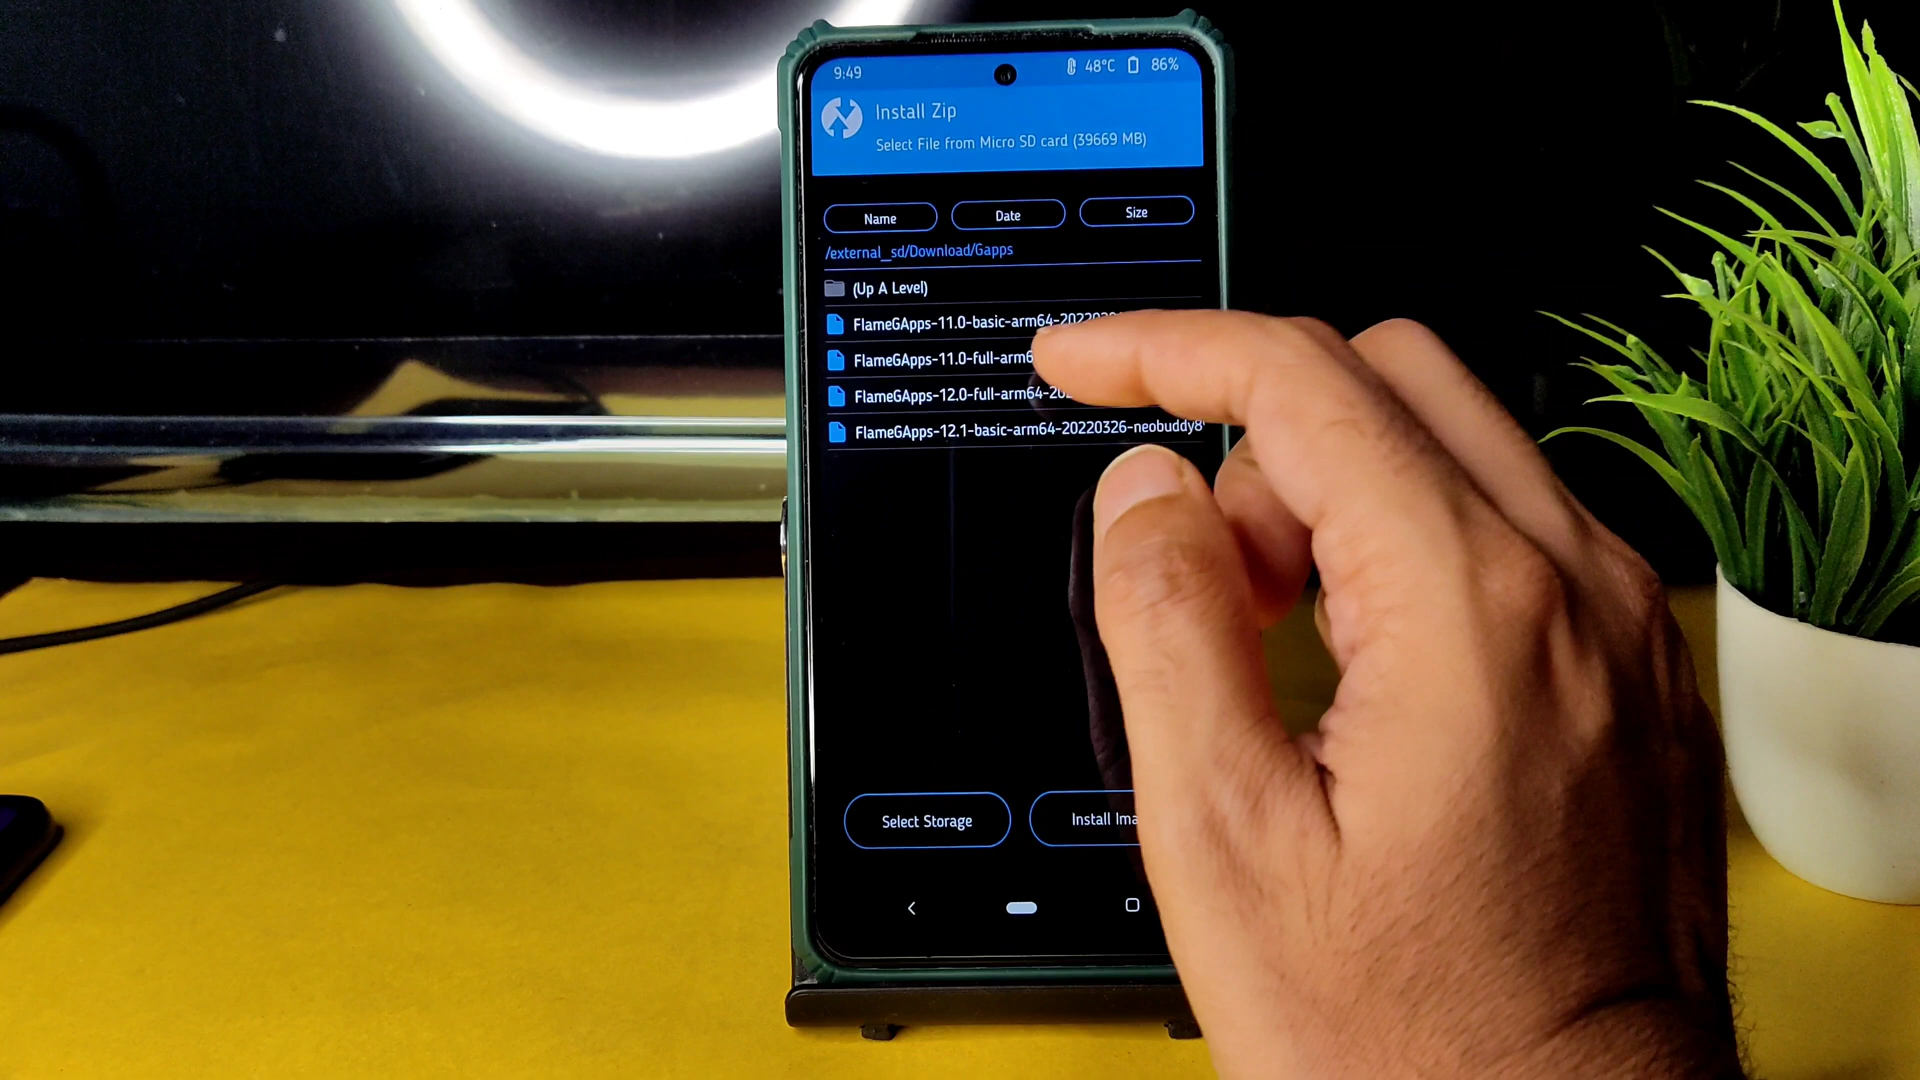 9:49 48°C 86%
Install Zip
Select File from Micro SD card (39669 MB)
Name Date Size
/external_sd/Download/Gapps
(Up A Level)
FlameGApps-11.0-basic-arm64-202203
FlameGApps-11.0-full-arm6
FlameGApps-12.0-full-arm64-20
FlameGApps-12.1-basic-arm64-20220326-neobuddy8
Select Storage Install Ima